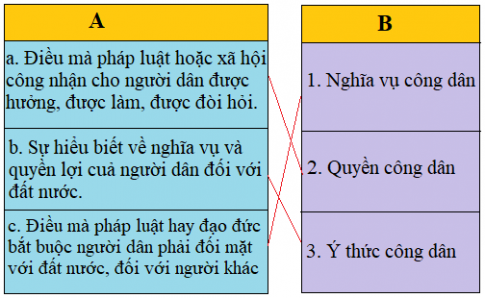 A
a. Điều mà pháp luật hoặc xã hội
công nhận cho người dân được
hưởng, được làm, được đòi hỏi.
b. Sự hiểu biết về nghĩa vụ và
quyền lợi cuả người dân đối với
đất nước.
c. Điều mà pháp luật hay đạo đức
bắt buộc người dân phải đối mặt
với đất nước, đối với người khác
B
1. Nghĩa vụ công dân
2. Quyền công dân
3. Ý thức công dân